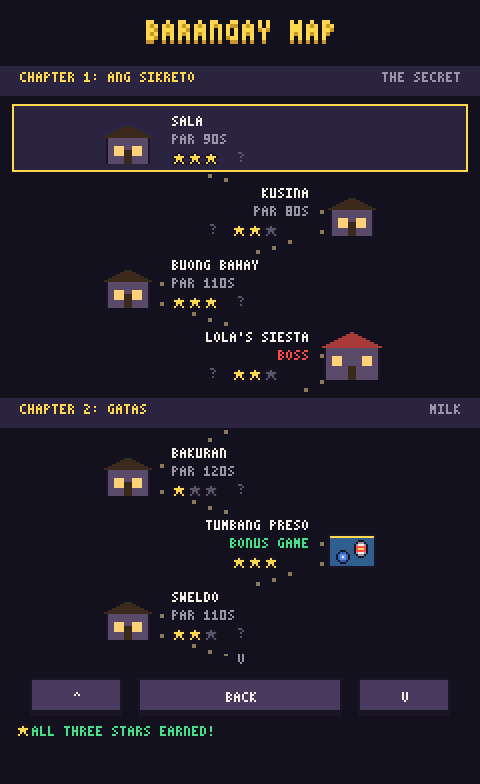 BARANGAY MAP
CHAPTER 1: ANG SIKRETO THE SECRET
SALA
PAR 90S
?
KUSINA
PAR 80S
?
BUONG BAHAY
PAR 110S
?
LOLA'S SIESTA
BOSS
?
CHAPTER 2: GATAS MILK
BAKURAN
PAR 120S
?
TUMBANG PRESO
BONUS GAME
SWELDO
PAR 110S
?
V
^ BACK V
ALL THREE STARS EARNED!